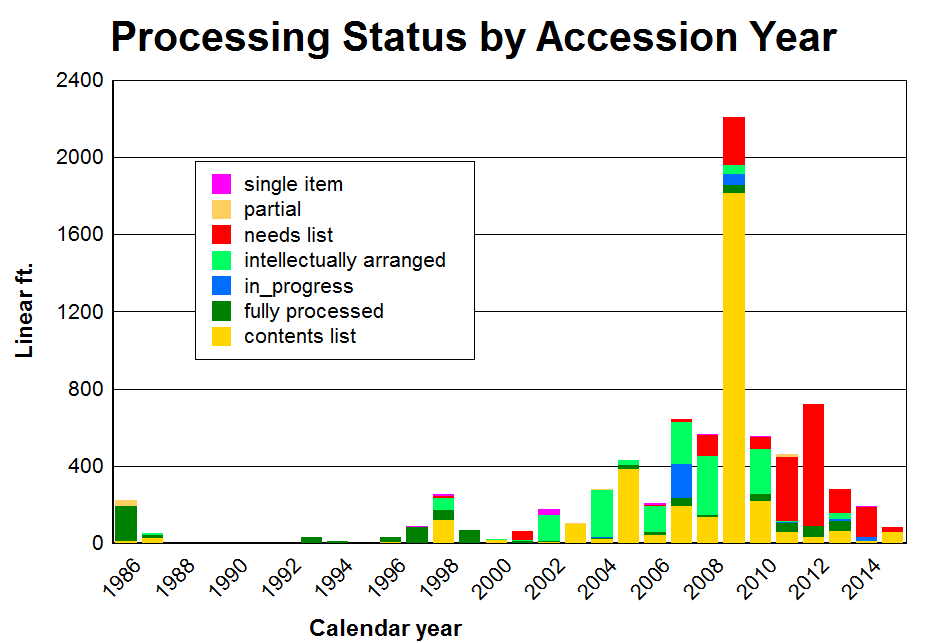 Processing Status by Accession Year
2400
2000
1600
1200
800
400
0
Linear ft.
single item
partial
needs list
intellectually arranged
in_progress
fully processed
contents list
1986
1988
1990
1992
1994
1996
1998
2000
2002
2004
2006
2008
2010
2012
2014
Calendar year